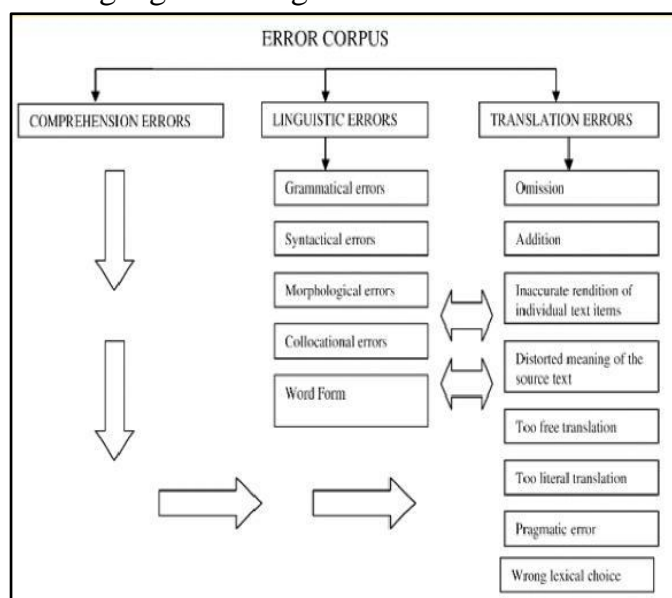 ERROR CORPUS
COMPREHENSION ERRORS
LINGUISTIC ERRORS
TRANSLATION ERRORS
Grammatical errors
Syntactical errors
Morphological errors
Collocational errors
Word Form
Omission
Addition
Inaccurate rendition of
individual text items
Distorted meaning of the
source text
Too free translation
Too literal translation
Pragmatic error
Wrong lexical choice